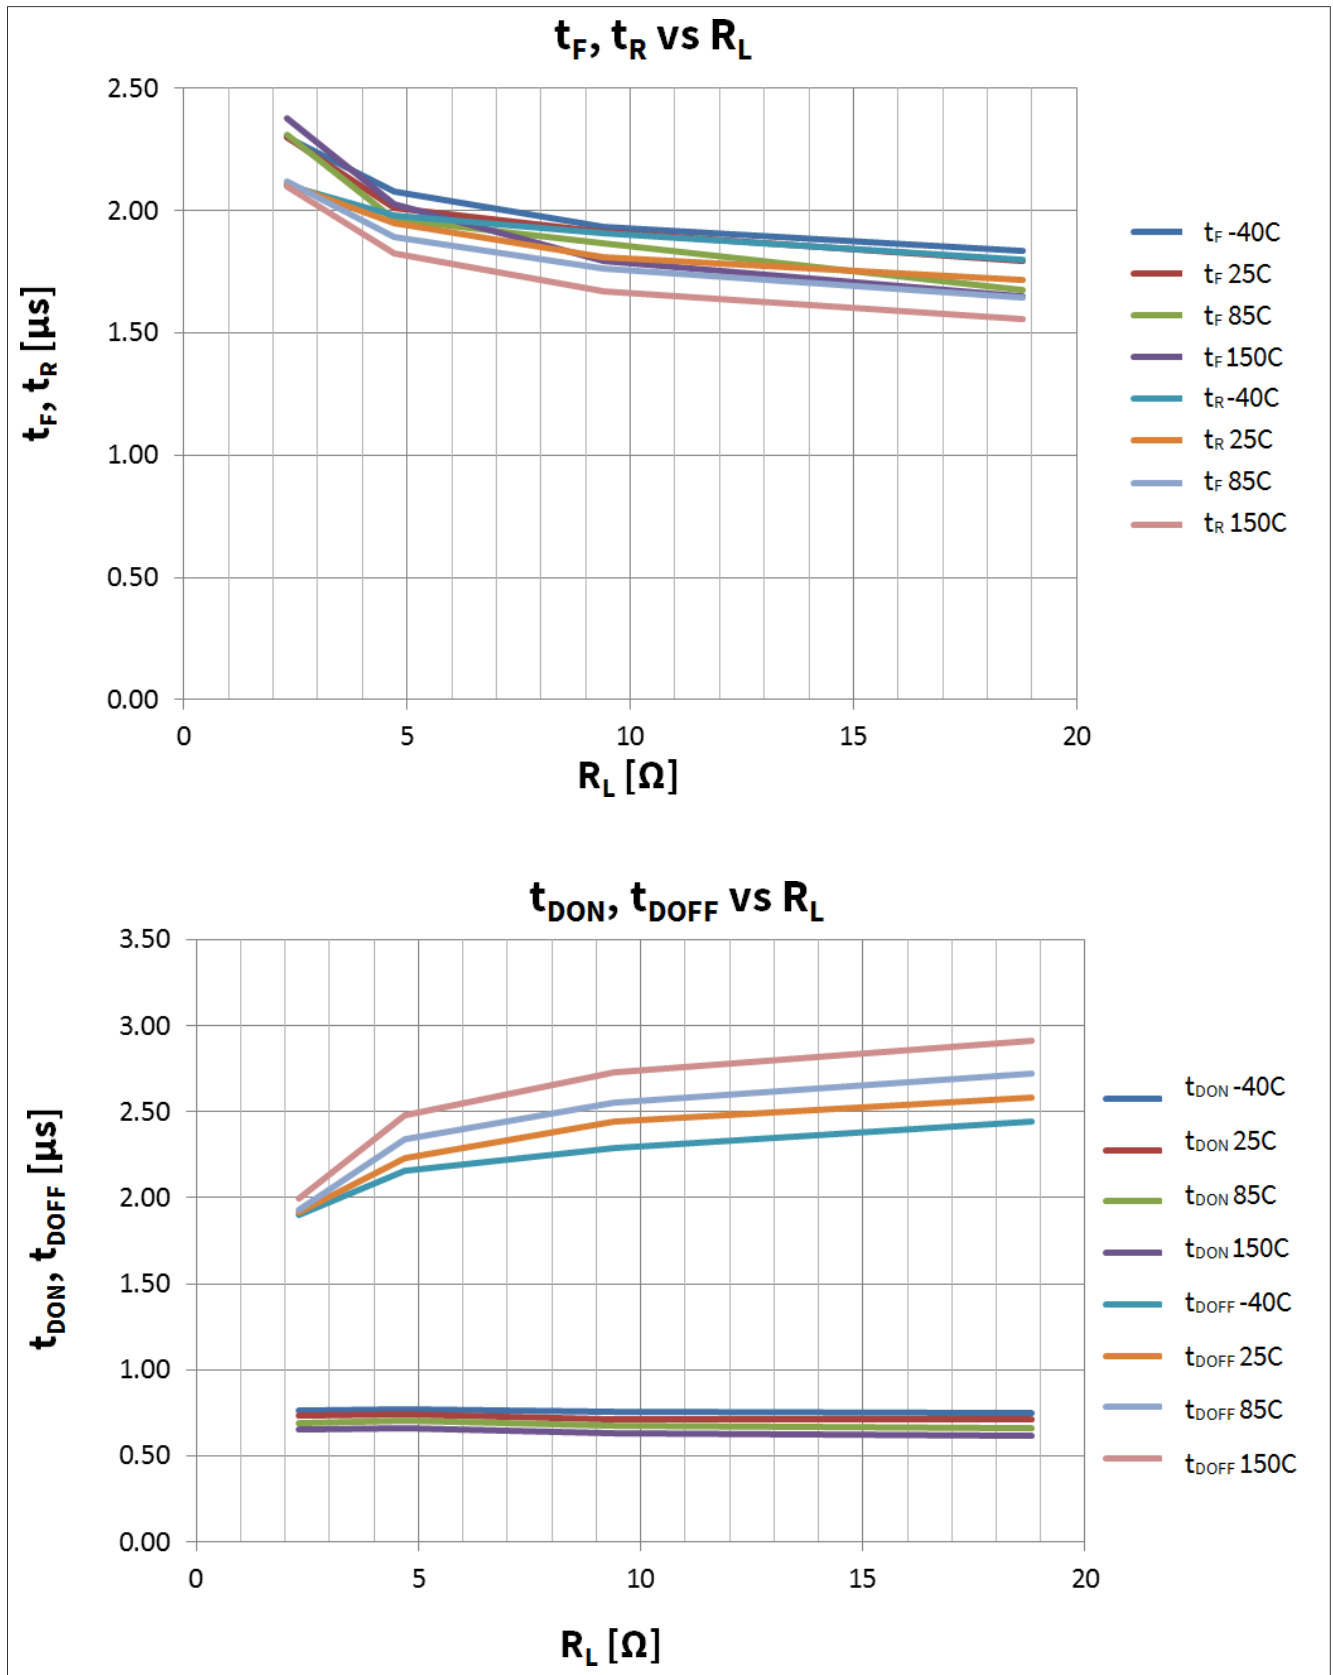 tF, tR vs RL
2.50
2.00
1.50
1.00
0.50
0.00
tF, tR [µs]
0 5 10 15 20
RL [Ω]
tF -40C
tF 25C
tF 85C
tF 150C
tR -40C
tR 25C
tF 85C
tR 150C
tDON, tDOFF vs RL
3.50
3.00
2.50
2.00
1.50
1.00
0.50
0.00
tDON, tDOFF [µs]
0 5 10 15 20
RL [Ω]
tDON -40C
tDON 25C
tDON 85C
tDON 150C
tDOFF -40C
tDOFF 25C
tDOFF 85C
tDOFF 150C